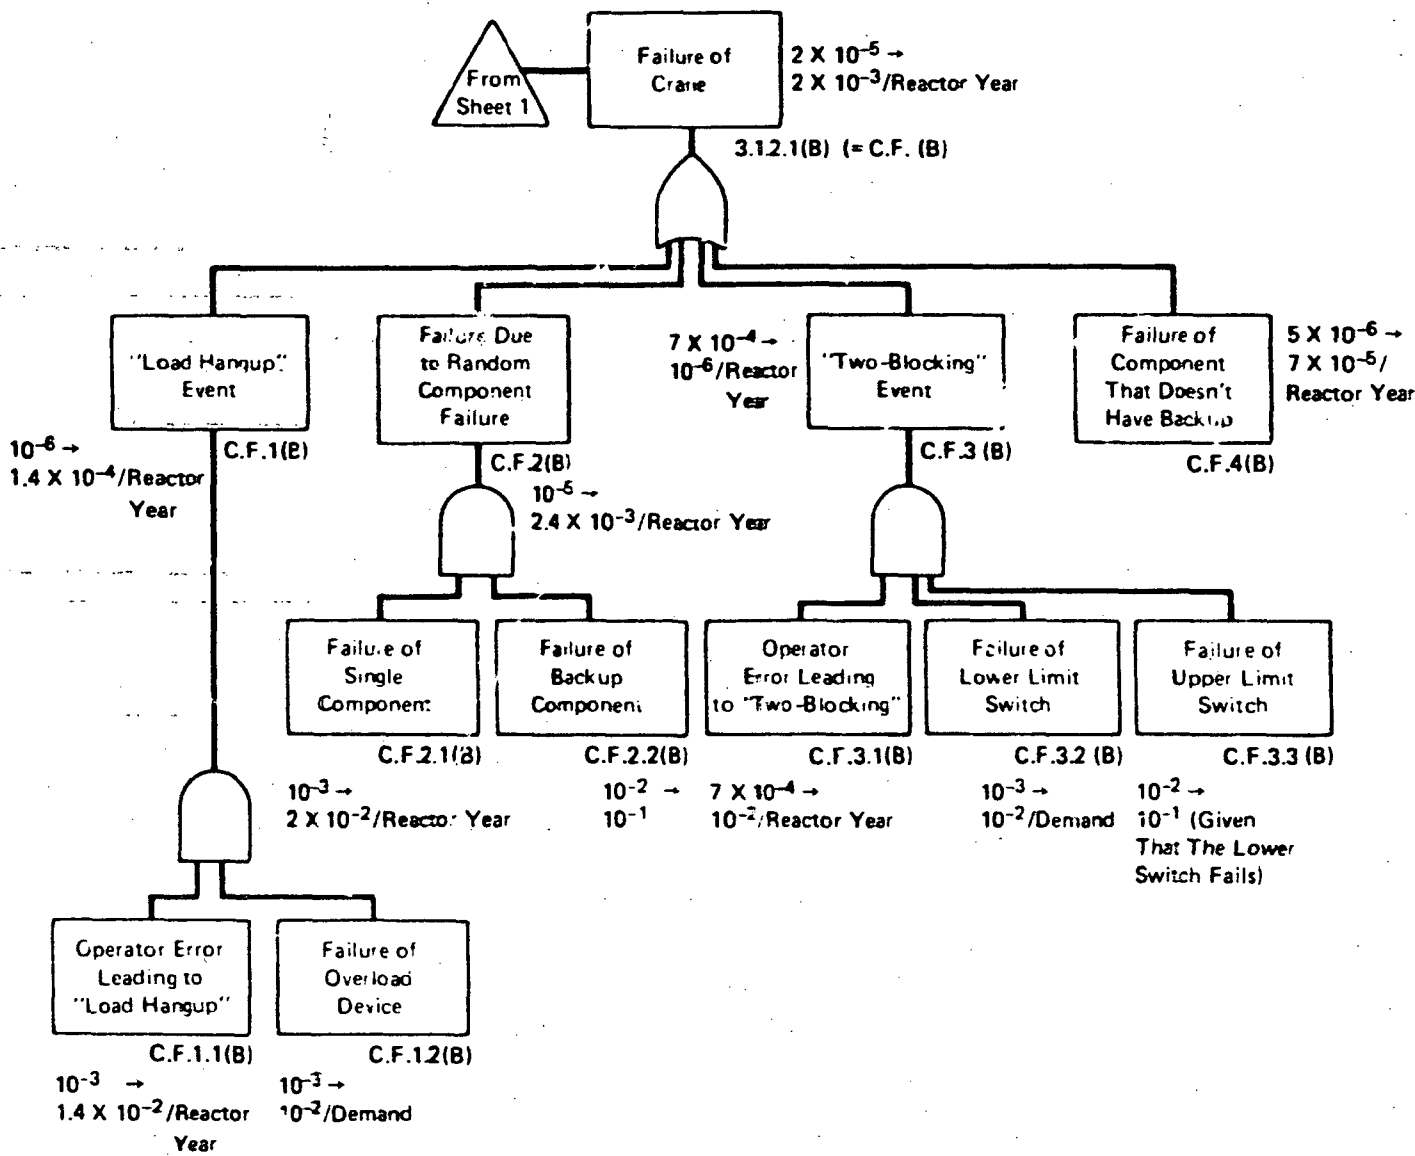 From
Sheet 1
Failure of
Crane
2 X 10⁻⁵ →
2 X 10⁻³/Reactor Year
3.1.2.1(B) (= C.F. (B)
"Load Hangup"
Event
C.F.1(B)
10⁻⁶ →
1.4 X 10⁻⁴/Reactor
Year
Failure Due
to Random
Component
Failure
C.F.2(B)
10⁻⁵ →
2.4 X 10⁻³/Reactor Year
7 X 10⁻⁴ →
10⁻⁶/Reactor
Year
"Two-Blocking"
Event
C.F.3 (B)
Failure of
Component
That Doesn't
Have Backup
C.F.4(B)
5 X 10⁻⁶ →
7 X 10⁻⁵/
Reactor Year
Failure of
Single
Component
C.F.2.1(B)
10⁻³ →
2 X 10⁻²/Reactor Year
Failure of
Backup
Component
C.F.2.2(B)
10⁻² →
10⁻¹
Operator
Error Leading
to "Two-Blocking"
C.F.3.1(B)
7 X 10⁻⁴ →
10⁻²/Reactor Year
Failure of
Lower Limit
Switch
C.F.3.2 (B)
10⁻³ →
10⁻²/Demand
Failure of
Upper Limit
Switch
C.F.3.3 (B)
10⁻² →
10⁻¹ (Given
That The Lower
Switch Fails)
Operator Error
Leading to
"Load Hangup"
C.F.1.1(B)
10⁻³ →
1.4 X 10⁻²/Reactor
Year
Failure of
Overload
Device
C.F.1.2(B)
10⁻³ →
10⁻²/Demand